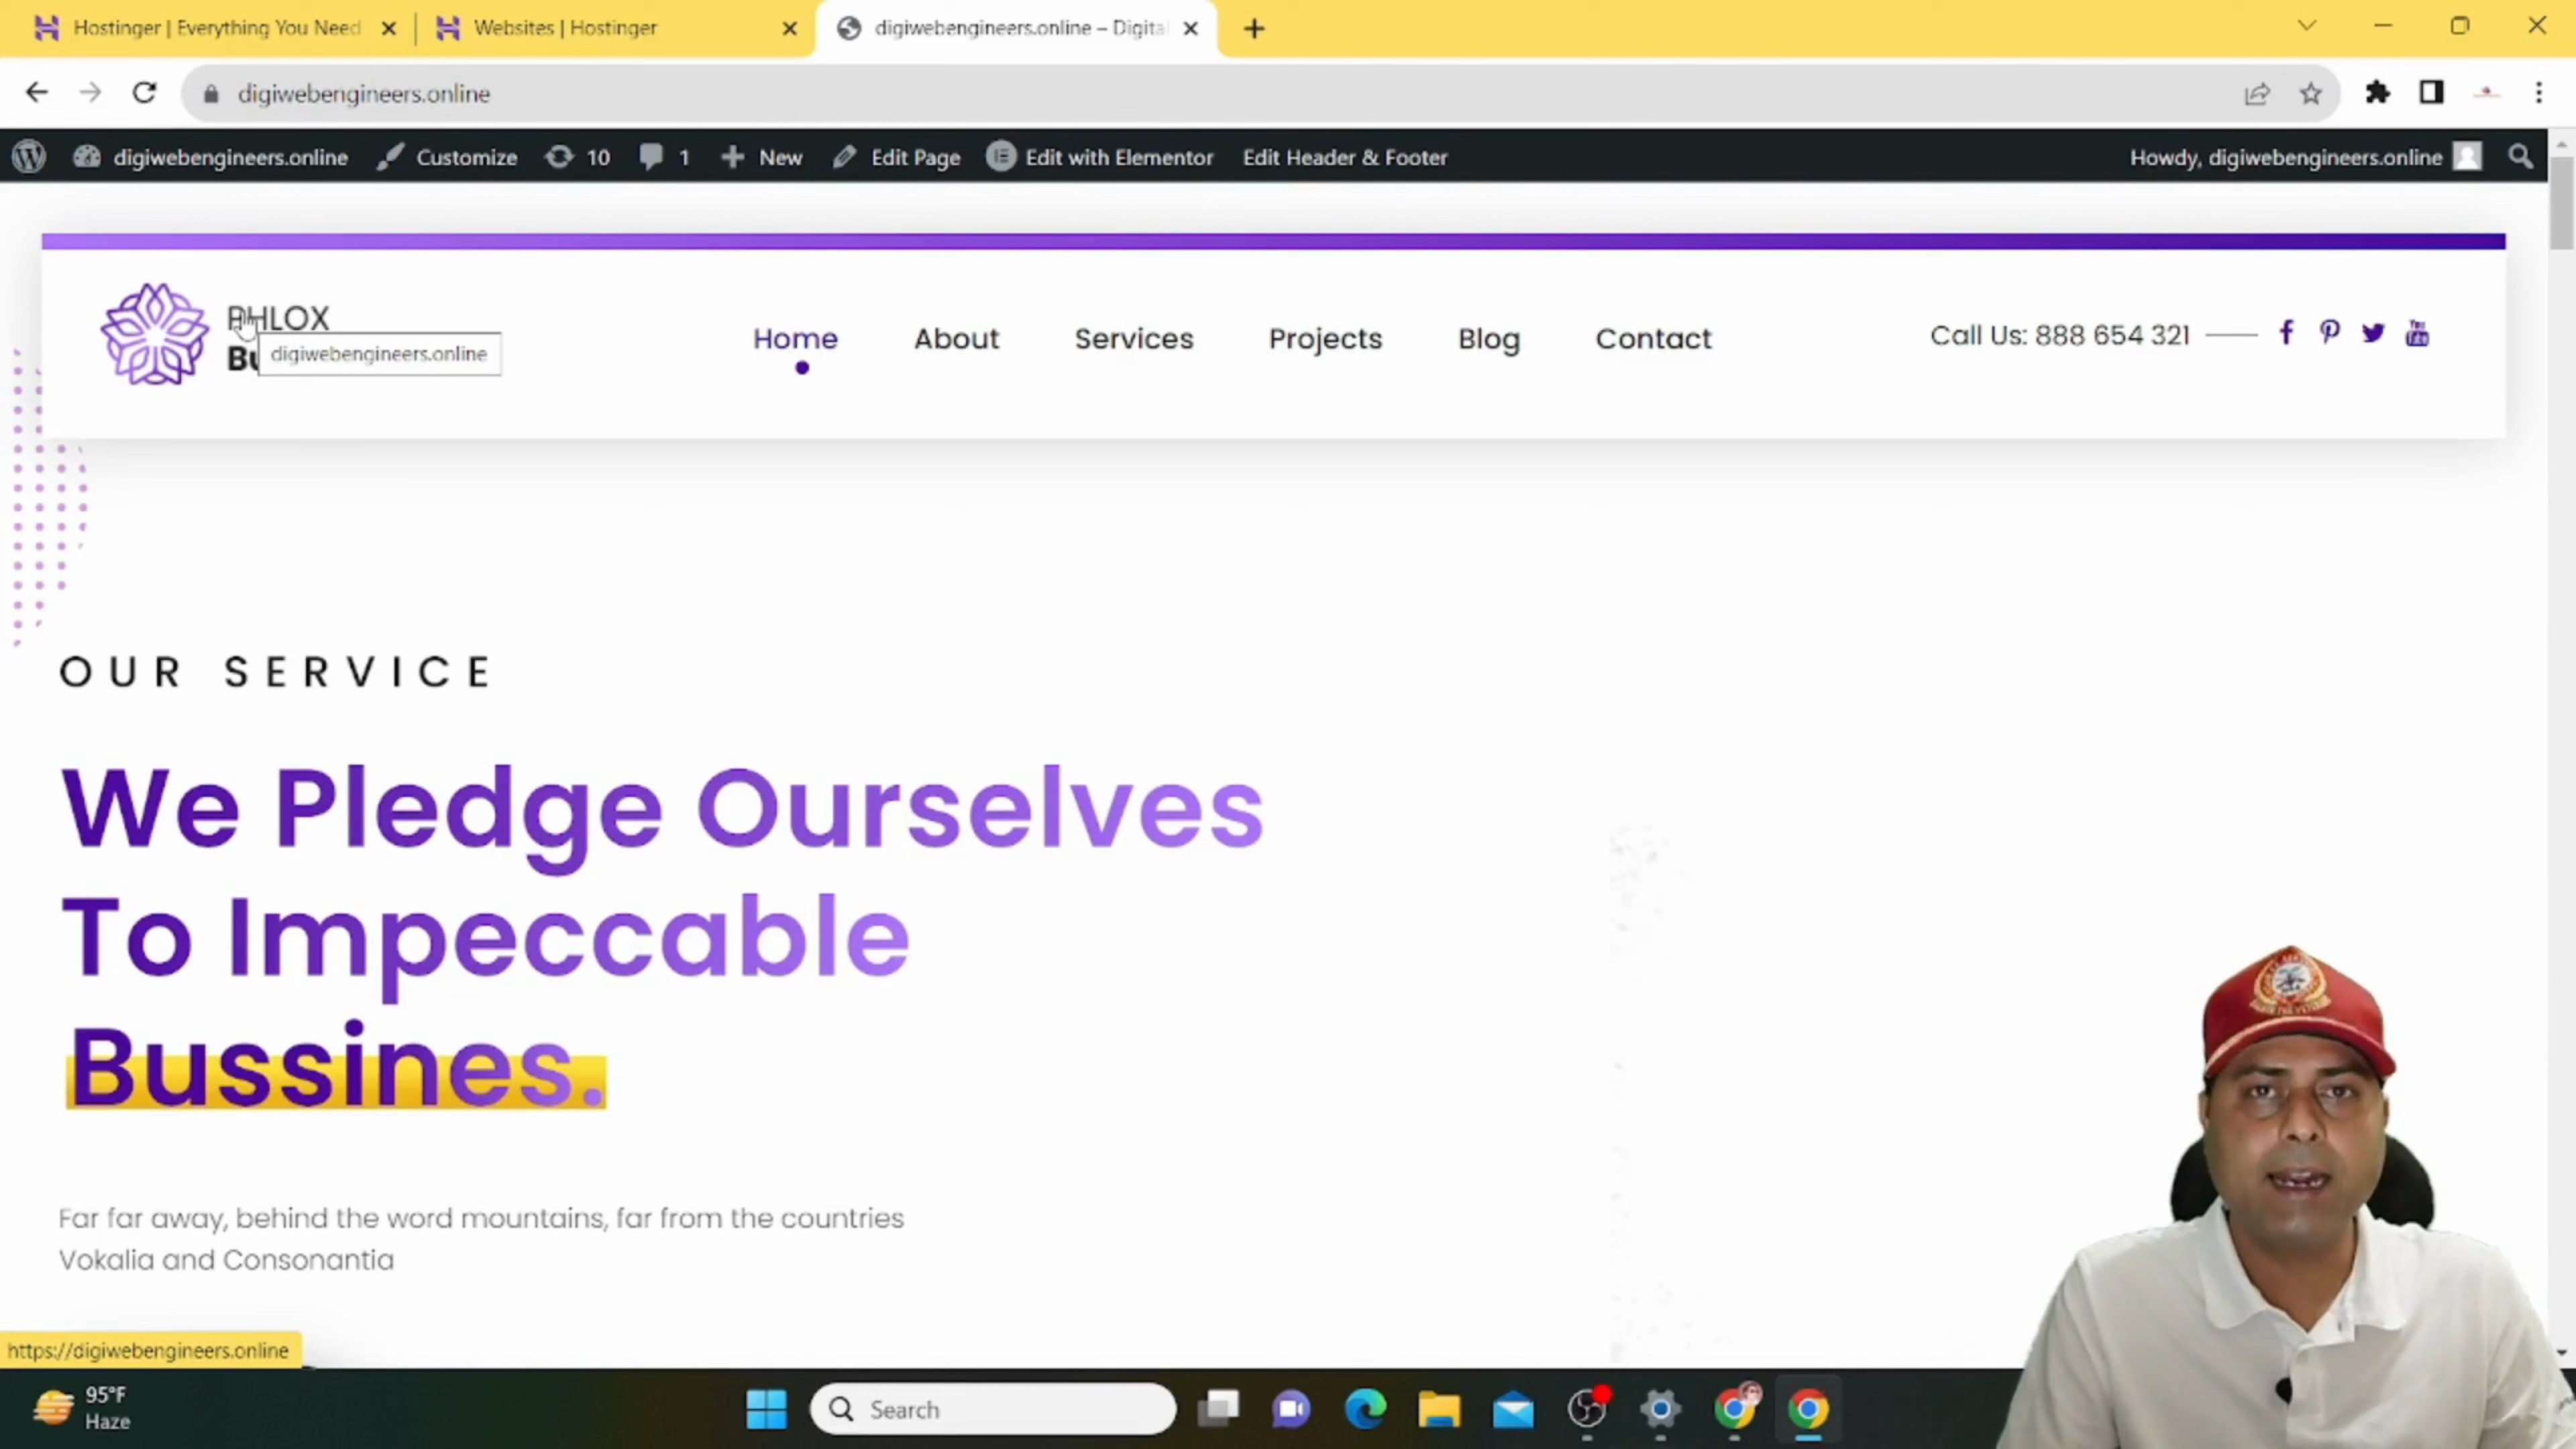 Hostinger | Everything You Need
Websites | Hostinger
digiwebengineers.online – Digita
digiwebengineers.online
digiwebengineers.online Customize 10 1 New Edit Page Edit with Elementor Edit Header & Footer Howdy, digiwebengineers.online
PHLOX
Bu
digiwebengineers.online
Home About Services Projects Blog Contact
Call Us: 888 654 321
OUR SERVICE
We Pledge Ourselves
To Impeccable
Bussines.
Far far away, behind the word mountains, far from the countries
Vokalia and Consonantia
https://digiwebengineers.online
95°F
Haze
Search